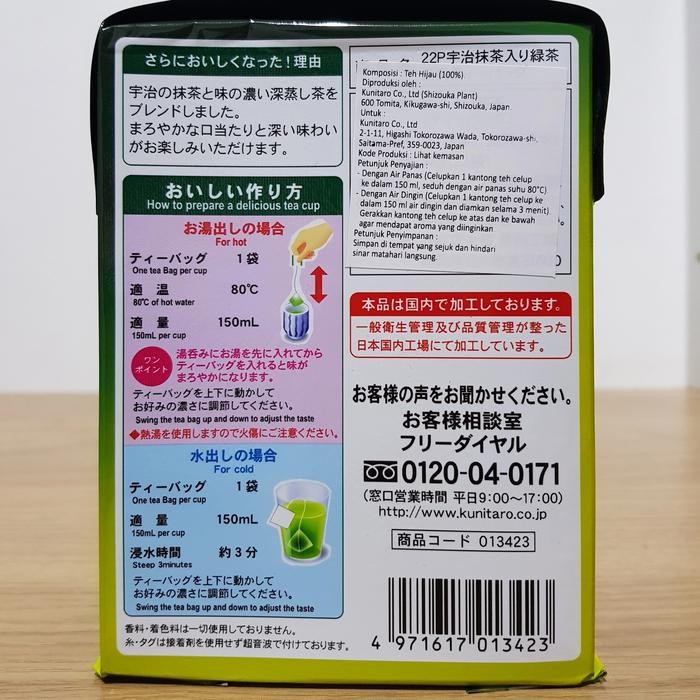 さらにおいしくなった！理由
宇治の抹茶と味の濃い深蒸し茶を
ブレンドしました。
まろやかな口当たりと深い味わい
がお楽しみいただけます。
おいしい作り方
How to prepare a delicious tea cup
お湯出しの場合
For hot
ティーバッグ 1袋
One tea Bag per cup
適 温 80℃
80℃ of hot water
適 量 150mL
150mL per cup
ワン
ポイント
湯呑みにお湯を先に入れてから
ティーバッグを入れると味が
まろやかになります。
ティーバッグを上下に動かして
お好みの濃さに調節してください。
Swing the tea bag up and down to adjust the taste
◆熱湯を使用しますので火傷にご注意ください。
水出しの場合
For cold
ティーバッグ 1袋
One tea Bag per cup
適 量 150mL
150mL per cup
浸水時間 約3分
Steep 3minutes
ティーバッグを上下に動かして
お好みの濃さに調節してください。
Swing the tea bag up and down to adjust the taste
香料・着色料は一切使用しておりません。
糸・タグは接着剤を使用せず超音波で付けております。
22P宇治抹茶入り緑茶
Komposisi : Teh Hijau (100%)
Diproduksi oleh :
Kunitaro Co., Ltd (Shizouka Plant)
600 Tomita, Kikugawa-shi, Shizouka, Japan.
Untuk :
Kunitaro Co., Ltd
2-1-11, Higashi Tokorozawa Wada, Tokorozawa-shi,
Saitama-Pref, 359-0023, Japan
Kode Produksi : Lihat kemasan
Petunjuk Penyajian :
- Dengan Air Panas (Celupkan 1 kantong teh celup
ke dalam 150 ml, seduh dengan air panas suhu 80°C)
- Dengan Air Dingin (Celupkan 1 kantong teh celup ke
dalam 150 ml air dingin dan diamkan selama 3 menit)
Gerakkan kantong teh celup ke atas dan ke bawah
agar mendapat aroma yang diinginkan
Petunjuk Penyimpanan :
Simpan di tempat yang sejuk dan hindari
sinar matahari langsung.
本品は国内で加工しております。
一般衛生管理及び品質管理が整った
日本国内工場にて加工しています。
お客様の声をお聞かせください。
お客様相談室
フリーダイヤル
0120-04-0171
(窓口営業時間 平日9:00〜17:00)
http://www.kunitaro.co.jp
商品コード 013423
4 971617 013423